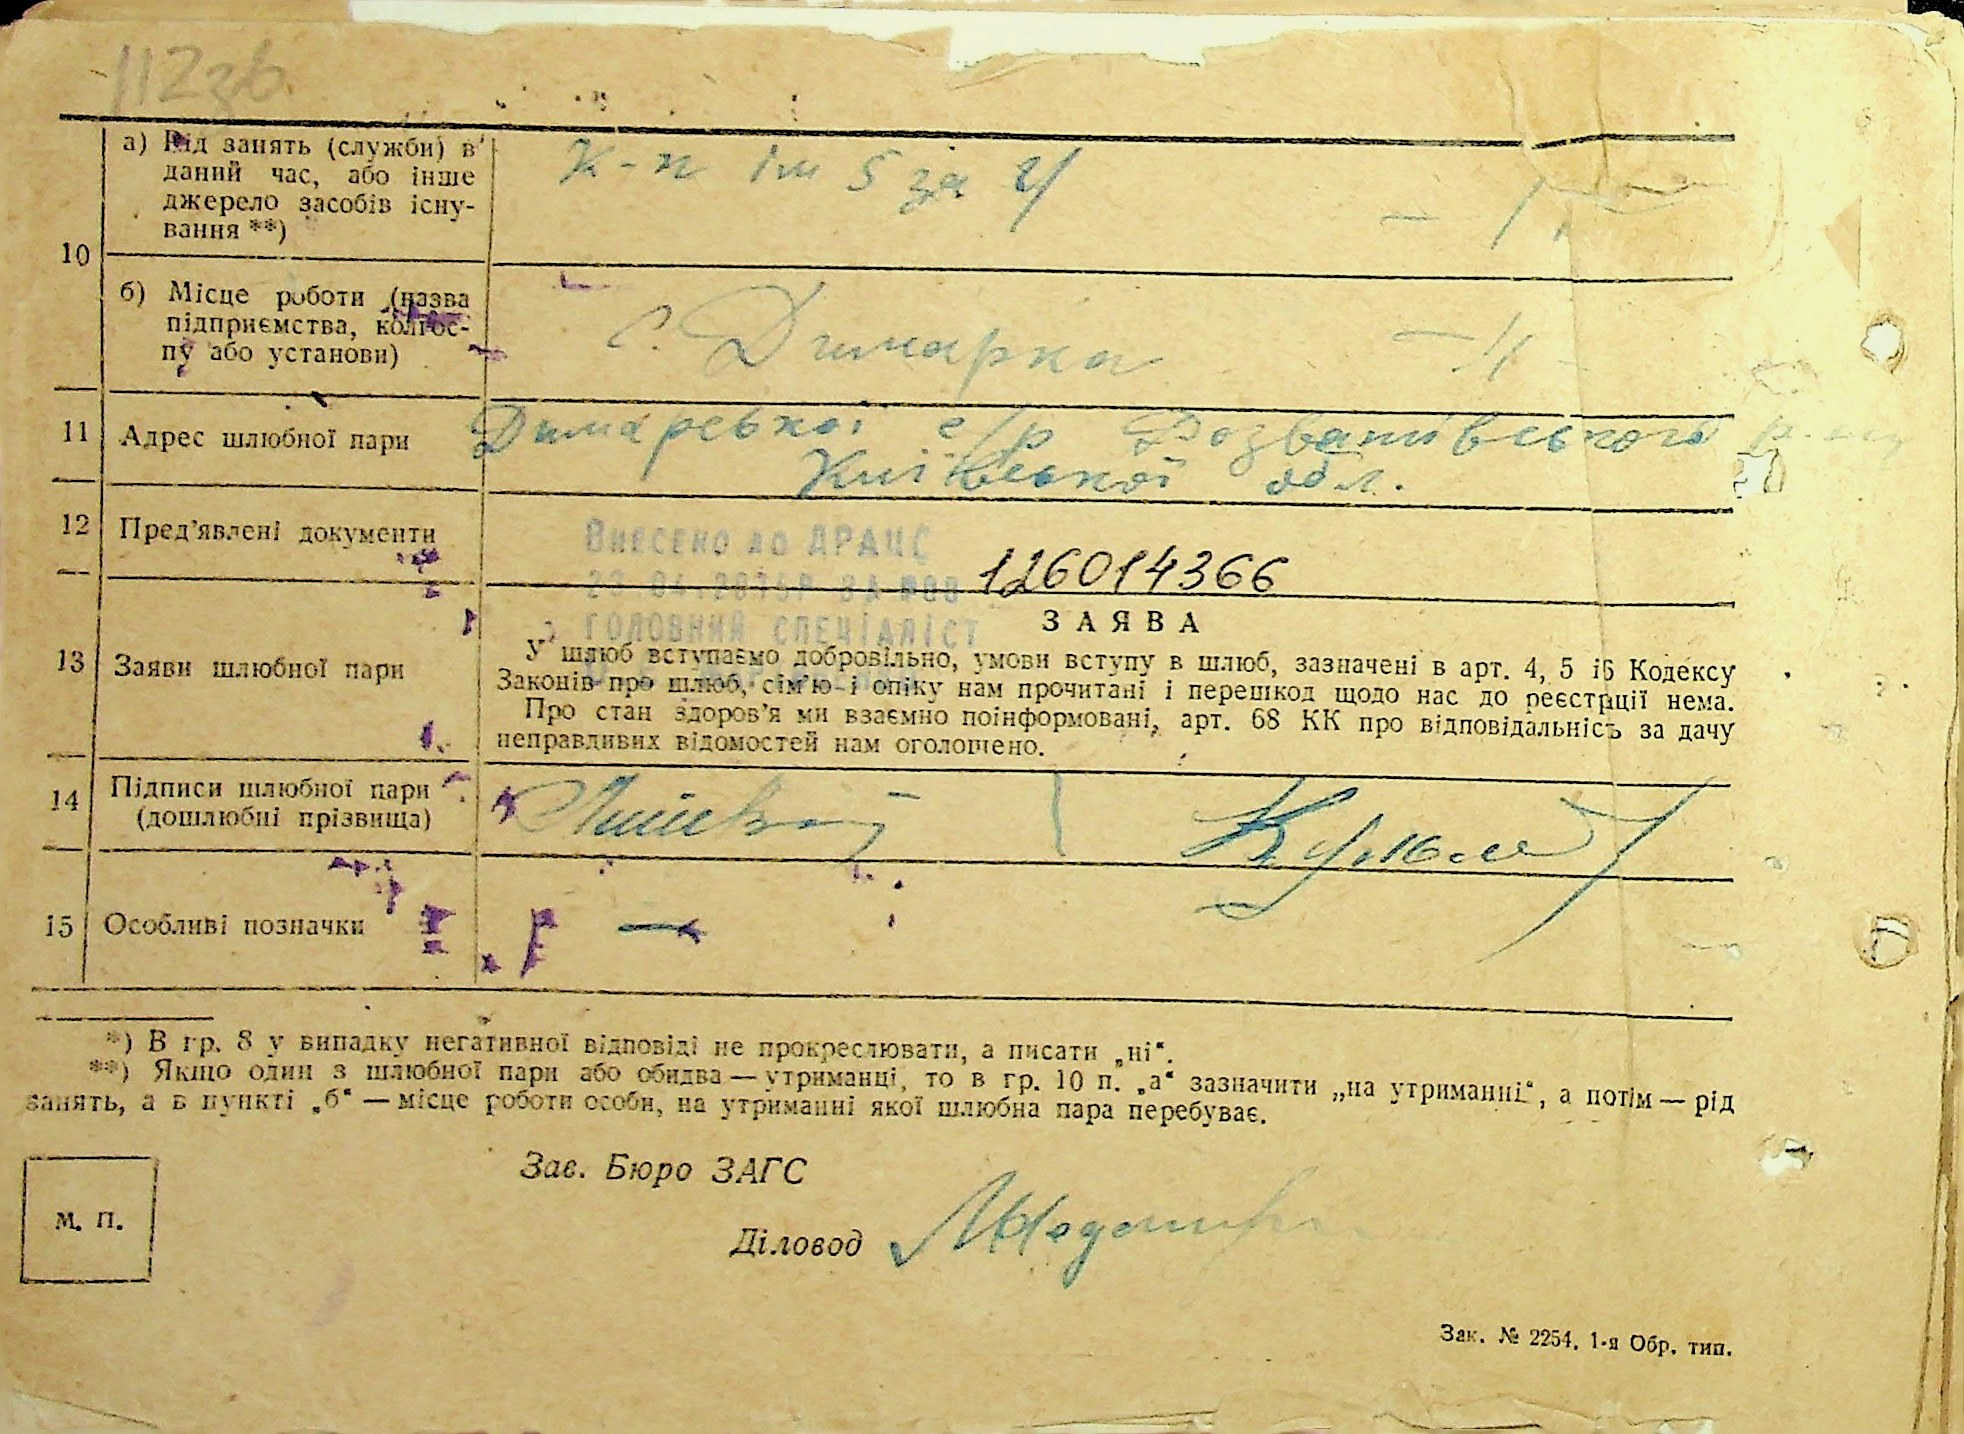 112зв.
а) Рід занять (служби) в
даний час, або інше
джерело засобів існу-
вання **)
К-п ім 5 за 4
10
б) Місце роботи (назва
підприємства, колгос-
пу або установи)
с. Димарка
-"-
11 Адрес шлюбної пари
Димарської с/р
Київської обл.
12 Пред'явлені документи
Внесено до ДРАЦС
126014366
ГОЛОВНИЙ СПЕЦІАЛІСТ
ЗАЯВА
13 Заяви шлюбної пари
У шлюб вступаємо добровільно, умови вступу в шлюб, зазначені в арт. 4, 5 і 6 Кодексу
Законів про шлюб, сім'ю і опіку нам прочитані і перешкод щодо нас до реєстрції нема.
Про стан здоров'я ми взаємно поінформовані, арт. 68 КК про відповідальність за дачу
неправдивих відомостей нам оголошено.
14 Підписи шлюбної пари
(дошлюбні прізвища)
15 Особливі позначки
*) В гр. 8 у випадку негативної відповіді не прокреслювати, а писати „ні“.
**) Якщо один з шлюбної пари або обидва — утриманці, то в гр. 10 п. „а“ зазначити „на утриманні“, а потім — рід
занять, а в пункті „б“ — місце роботи особи, на утриманні якої шлюбна пара перебуває.
Зав. Бюро ЗАГС
М. П.
Діловод
Зак. № 2254. 1-я Обр. тип.